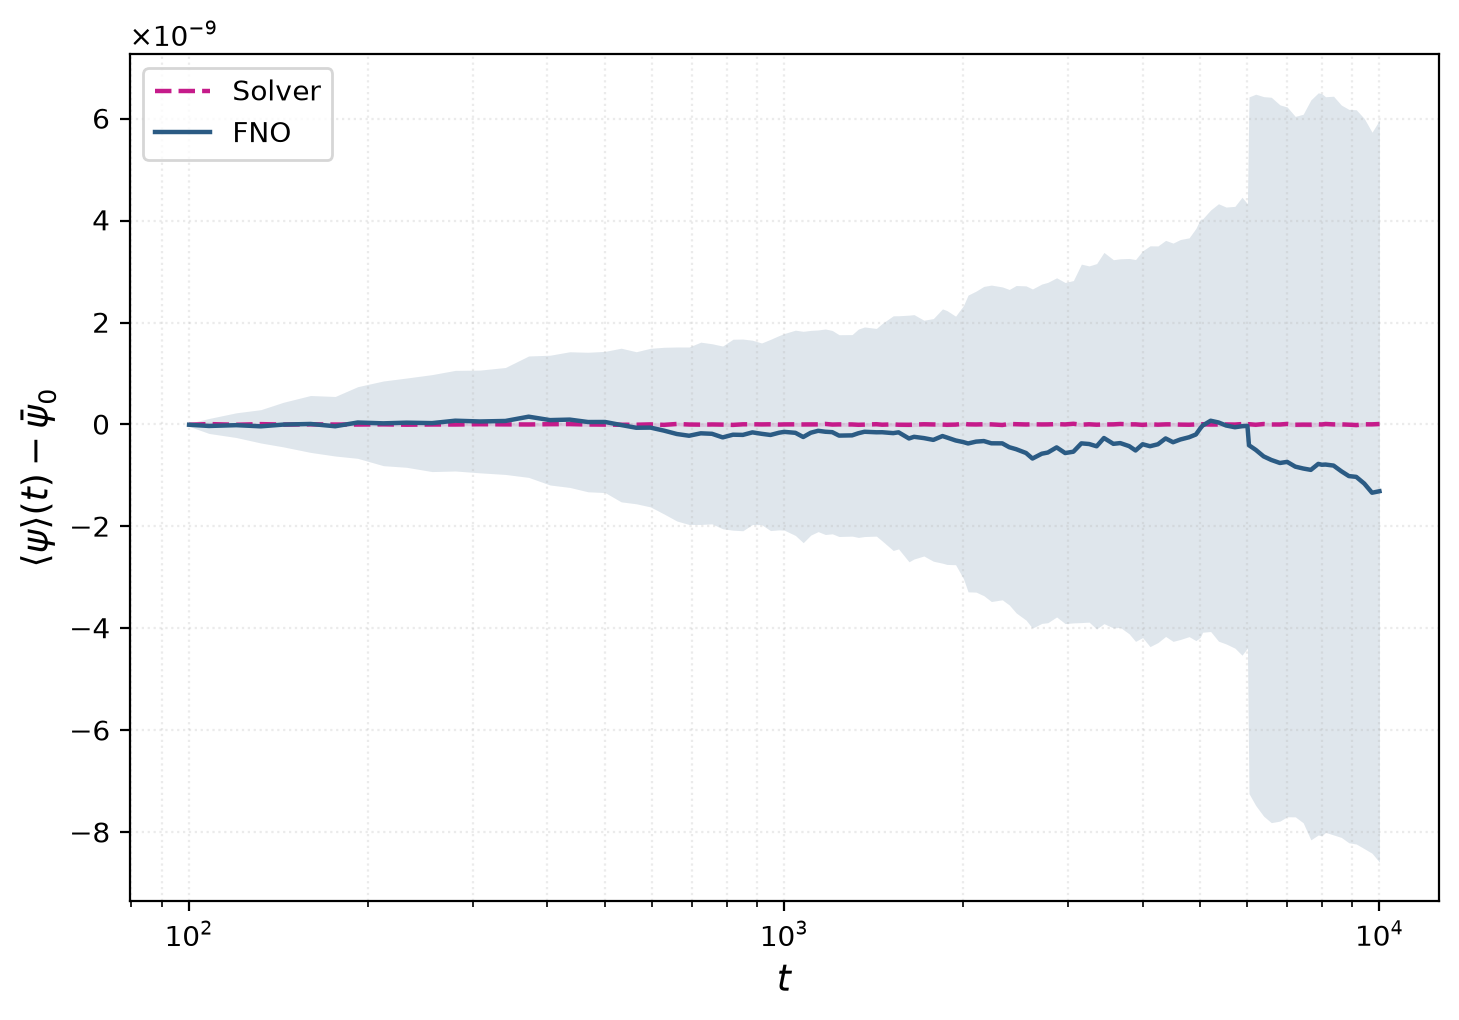 ×10⁻⁹
Solver
FNO
6
4
2
0
−2
−4
−6
−8
⟨ψ⟩(t) − ψ̄₀
10² 10³ 10⁴
t